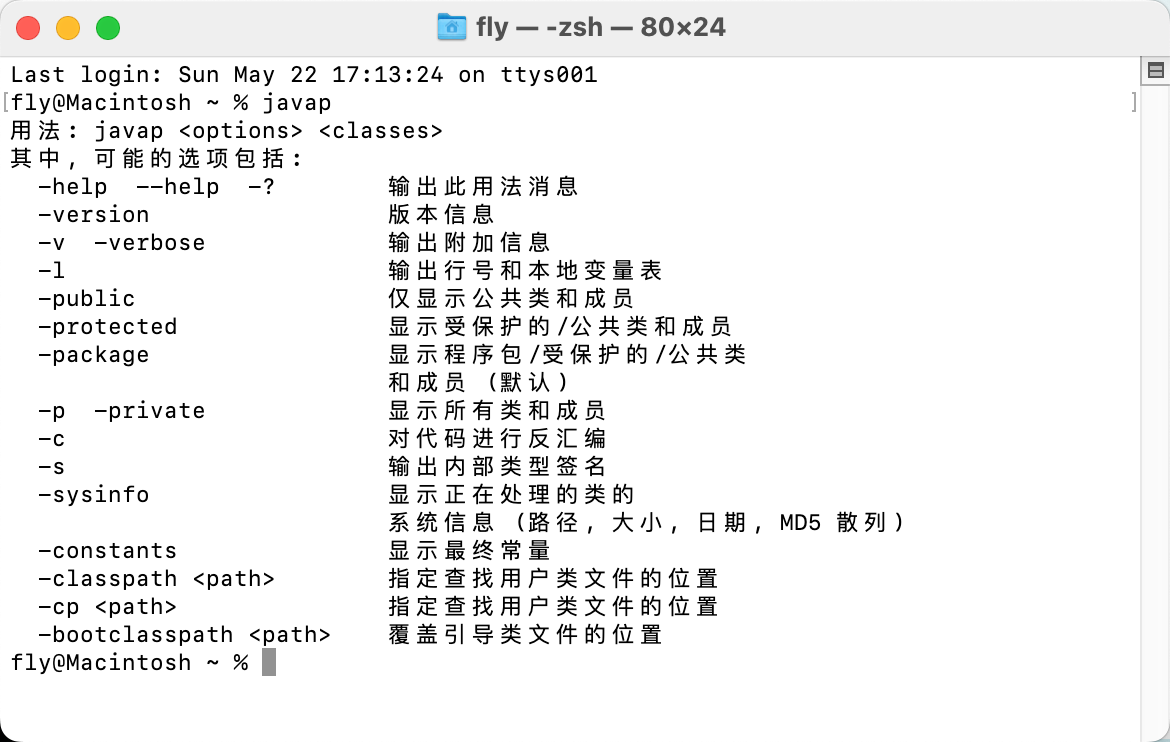 fly — -zsh — 80×24
Last login: Sun May 22 17:13:24 on ttys001
[fly@Macintosh ~ % javap ]
用法: javap <options> <classes>
其中, 可能的选项包括:
  -help  --help  -?        输出此用法消息
  -version                 版本信息
  -v  -verbose             输出附加信息
  -l                       输出行号和本地变量表
  -public                  仅显示公共类和成员
  -protected               显示受保护的/公共类和成员
  -package                 显示程序包/受保护的/公共类
                           和成员 (默认)
  -p  -private             显示所有类和成员
  -c                       对代码进行反汇编
  -s                       输出内部类型签名
  -sysinfo                 显示正在处理的类的
                           系统信息 (路径, 大小, 日期, MD5 散列)
  -constants               显示最终常量
  -classpath <path>        指定查找用户类文件的位置
  -cp <path>               指定查找用户类文件的位置
  -bootclasspath <path>    覆盖引导类文件的位置
fly@Macintosh ~ %